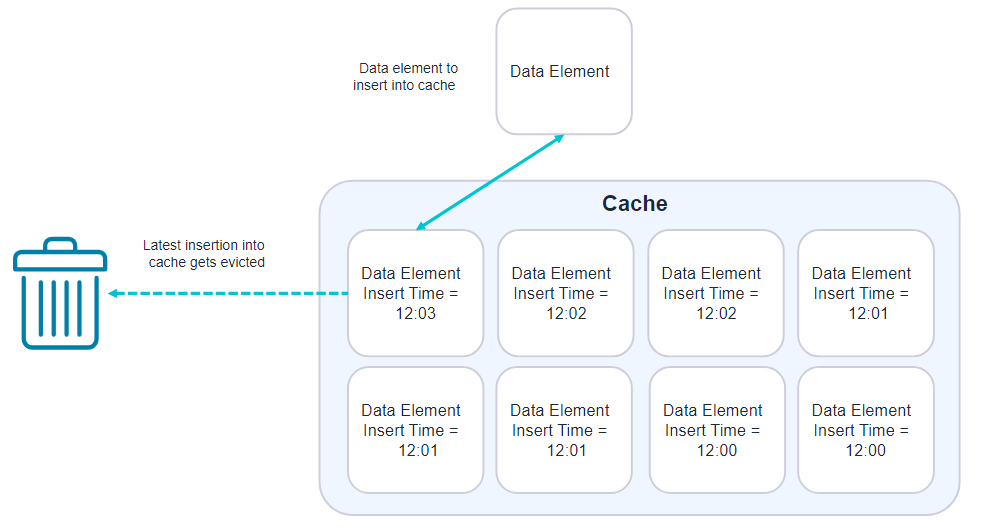 Data element to
insert into cache
Data Element
Cache
Latest insertion into
cache gets evicted
Data Element
Insert Time =
12:03
Data Element
Insert Time =
12:02
Data Element
Insert Time =
12:02
Data Element
Insert Time =
12:01
Data Element
Insert Time =
12:01
Data Element
Insert Time =
12:01
Data Element
Insert Time =
12:00
Data Element
Insert Time =
12:00